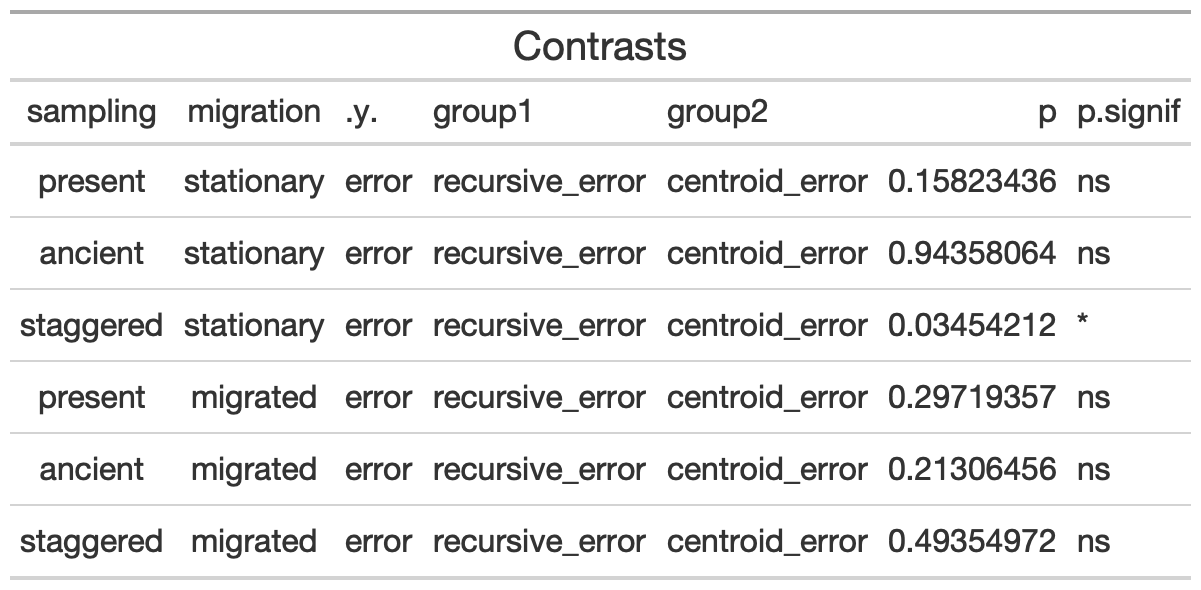 Contrasts
sampling migration .y. group1 group2 p p.signif
present stationary error recursive_error centroid_error 0.15823436 ns
ancient stationary error recursive_error centroid_error 0.94358064 ns
staggered stationary error recursive_error centroid_error 0.03454212 *
present migrated error recursive_error centroid_error 0.29719357 ns
ancient migrated error recursive_error centroid_error 0.21306456 ns
staggered migrated error recursive_error centroid_error 0.49354972 ns